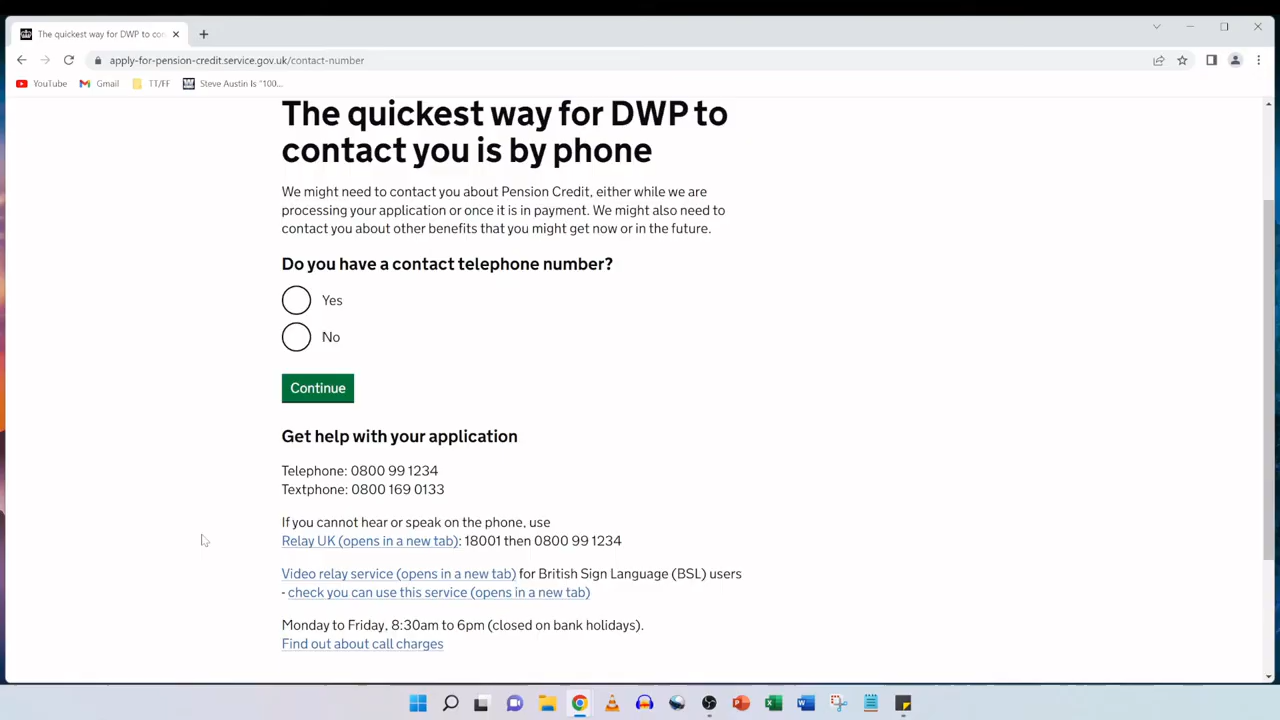 The quickest way for DWP to con
apply-for-pension-credit.service.gov.uk/contact-number
YouTube
Gmail
TT/FF
Steve Austin Is "100...
The quickest way for DWP to
contact you is by phone
We might need to contact you about Pension Credit, either while we are
processing your application or once it is in payment. We might also need to
contact you about other benefits that you might get now or in the future.
Do you have a contact telephone number?
Yes
No
Continue
Get help with your application
Telephone: 0800 99 1234
Textphone: 0800 169 0133
If you cannot hear or speak on the phone, use
Relay UK (opens in a new tab): 18001 then 0800 99 1234
Video relay service (opens in a new tab) for British Sign Language (BSL) users
- check you can use this service (opens in a new tab)
Monday to Friday, 8:30am to 6pm (closed on bank holidays).
Find out about call charges